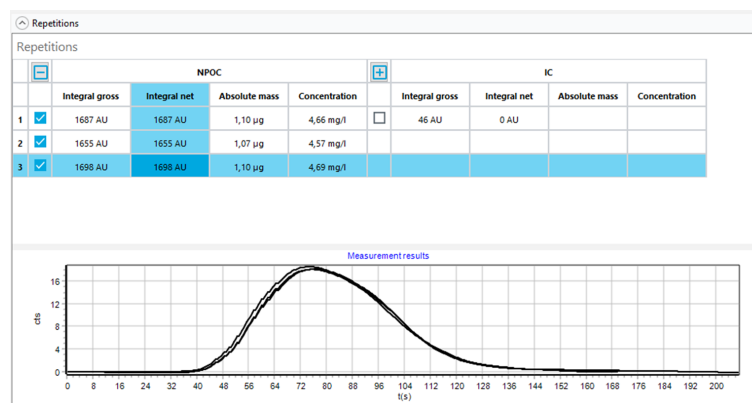 Repetitions
Repetitions
NPOC IC
Integral gross Integral net Absolute mass Concentration Integral gross Integral net Absolute mass Concentration
1 1687 AU 1687 AU 1,10 µg 4,66 mg/l 46 AU 0 AU
2 1655 AU 1655 AU 1,07 µg 4,57 mg/l
3 1698 AU 1698 AU 1,10 µg 4,69 mg/l
Measurement results
16
12
8
4
0
cts
0 8 16 24 32 40 48 56 64 72 80 88 96 104 112 120 128 136 144 152 160 168 176 184 192 200
t(s)